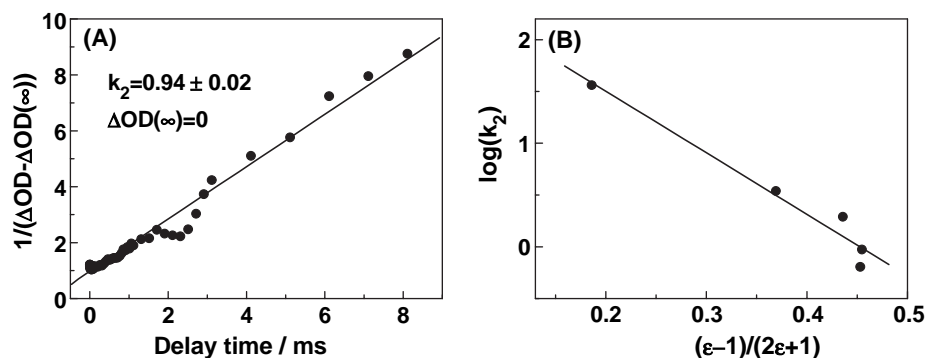 (A)
k₂=0.94 ± 0.02
ΔOD(∞)=0
1/(ΔOD-ΔOD(∞))
10
8
6
4
2
0
0 2 4 6 8
Delay time / ms
(B)
log(k₂)
2
1
0
0.2 0.3 0.4 0.5
(ε−1)/(2ε+1)